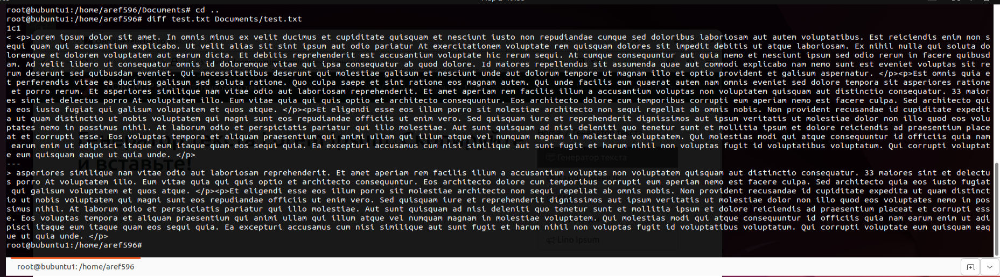 root@bubuntu1:/home/aref596/Documents# cd ..
root@bubuntu1:/home/aref596# diff test.txt Documents/test.txt
1c1
< <p>Lorem ipsum dolor sit amet. In omnis minus ex velit ducimus et cupiditate quisquam et nesciunt iusto non repudiandae cumque sed doloribus laboriosam aut autem voluptatibus. Est reiciendis enim non s
equi quam qui accusantium explicabo. Ut velit alias sit sint ipsum aut odio pariatur At exercitationem voluptate rem quisquam dolores sit impedit debitis ut atque laboriosam. Ex nihil nulla qui soluta do
loremque et dolorem voluptatem aut earum dicta. Et debitis reprehenderit est accusantium voluptate hic rerum sequi. At cumque consequuntur aut quia nemo et nesciunt ipsum sed odio rerum in facere quibusd
am. Ad velit libero ut consequatur omnis id doloremque vitae qui ipsa consequatur ab quod dolore. Id maiores repellendus sit assumenda quae aut commodi explicabo nam nemo sunt est eveniet voluptas sit re
rum deserunt sed quibusdam eveniet. Qui necessitatibus deserunt qui molestiae galisum et nesciunt unde aut dolorum tempore ut magnam illo et optio provident et galisum aspernatur. </p><p>Est omnis quia e
t perferendis vitae ea ducimus galisum sed soluta ratione. Quo culpa saepe et sint ratione eos magnam autem. Qui unde facilis eum quaerat autem nam omnis eveniet sed dolore tempora sit asperiores ratione
 et porro rerum. Et asperiores similique nam vitae odio aut laboriosam reprehenderit. Et amet aperiam rem facilis illum a accusantium voluptas non voluptatem quisquam aut distinctio consequatur. 33 maior
es sint et delectus porro At voluptatem illo. Eum vitae quia qui quis optio et architecto consequuntur. Eos architecto dolore cum temporibus corrupti eum aperiam nemo est facere culpa. Sed architecto qui
a eos iusto fugiat qui galisum voluptatem et quos atque. </p><p>Et eligendi esse eos illum porro sit molestiae architecto non sequi repellat ab omnis nobis. Non provident recusandae id cupiditate expedit
a ut quam distinctio ut nobis voluptatem qui magni sunt eos repudiandae officiis ut enim vero. Sed quisquam iure et reprehenderit dignissimos aut ipsum veritatis ut molestiae dolor non illo quod eos volu
ptates nemo in possimus nihil. At laborum odio et perspiciatis pariatur qui illo molestiae. Aut sunt quisquam ad nisi deleniti quo tenetur sunt et mollitia ipsum et dolore reiciendis ad praesentium place
at et corrupti esse. Eos voluptas tempora et aliquam praesentium qui animi ullam qui illum atque vel numquam magnam in molestiae voluptatem. Qui molestias modi qui atque consequuntur id officiis quia nam
 earum enim ut adipisci itaque eum itaque quam eos sequi quia. Ea excepturi accusamus cum nisi similique aut sunt fugit et harum nihil non voluptas fugit id voluptatibus voluptatum. Qui corrupti voluptat
e eum quisquam eaque ut quia unde. </p>
---
> asperiores similique nam vitae odio aut laboriosam reprehenderit. Et amet aperiam rem facilis illum a accusantium voluptas non voluptatem quisquam aut distinctio consequatur. 33 maiores sint et delectu
s porro At voluptatem illo. Eum vitae quia qui quis optio et architecto consequuntur. Eos architecto dolore cum temporibus corrupti eum aperiam nemo est facere culpa. Sed architecto quia eos iusto fugiat
 qui galisum voluptatem et quos atque. </p><p>Et eligendi esse eos illum porro sit molestiae architecto non sequi repellat ab omnis nobis. Non provident recusandae id cupiditate expedita ut quam distinct
io ut nobis voluptatem qui magni sunt eos repudiandae officiis ut enim vero. Sed quisquam iure et reprehenderit dignissimos aut ipsum veritatis ut molestiae dolor non illo quod eos voluptates nemo in pos
simus nihil. At laborum odio et perspiciatis pariatur qui illo molestiae. Aut sunt quisquam ad nisi deleniti quo tenetur sunt et mollitia ipsum et dolore reiciendis ad praesentium placeat et corrupti ess
e. Eos voluptas tempora et aliquam praesentium qui animi ullam qui illum atque vel numquam magnam in molestiae voluptatem. Qui molestias modi qui atque consequuntur id officiis quia nam earum enim ut adi
pisci itaque eum itaque quam eos sequi quia. Ea excepturi accusamus cum nisi similique aut sunt fugit et harum nihil non voluptas fugit id voluptatibus voluptatum. Qui corrupti voluptate eum quisquam eaq
ue ut quia unde. </p>
root@bubuntu1:/home/aref596#
и вставьте!
Генератор текста
Lino Ipsum
root@bubuntu1: /home/aref596